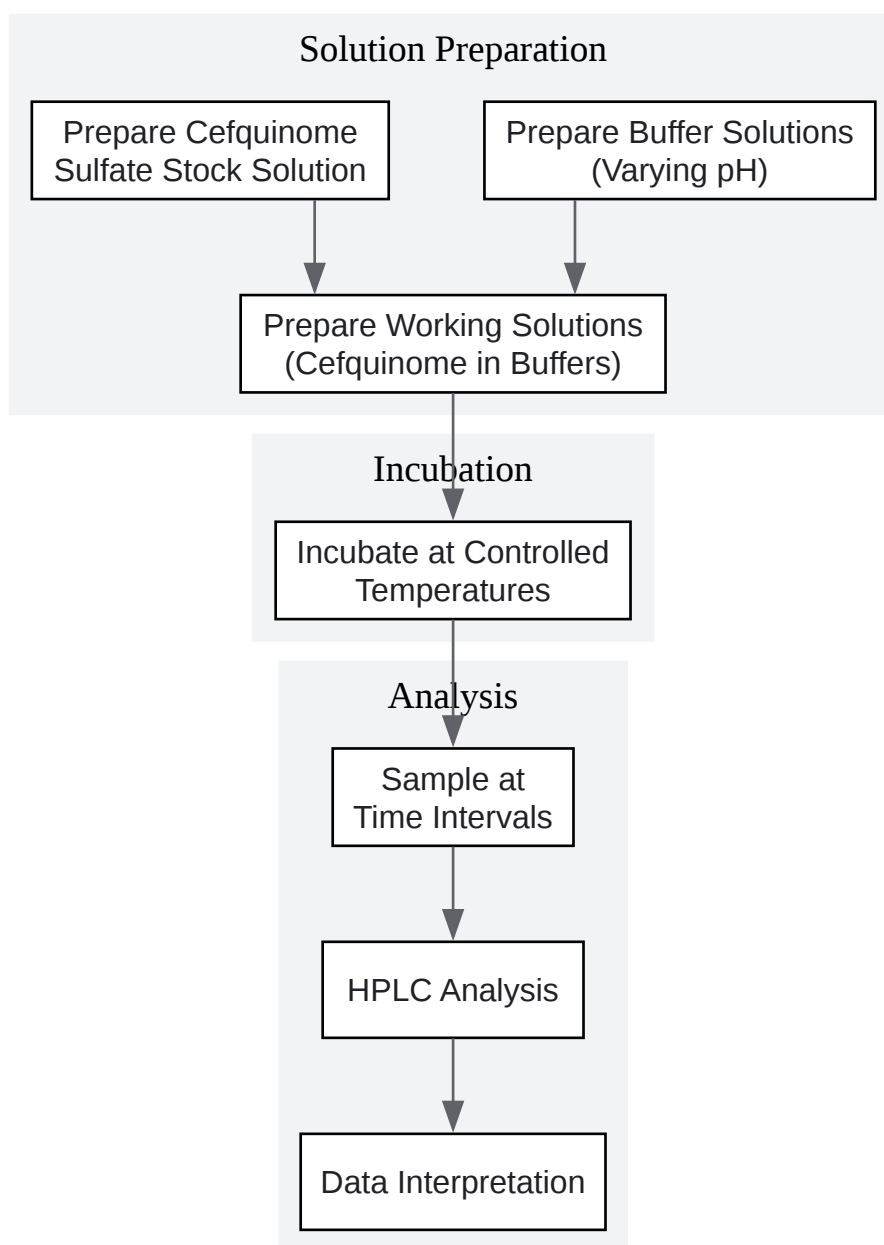 Solution Preparation
Prepare Cefquinome
Sulfate Stock Solution
Prepare Buffer Solutions
(Varying pH)
Prepare Working Solutions
(Cefquinome in Buffers)
Incubation
Incubate at Controlled
Temperatures
Analysis
Sample at
Time Intervals
HPLC Analysis
Data Interpretation